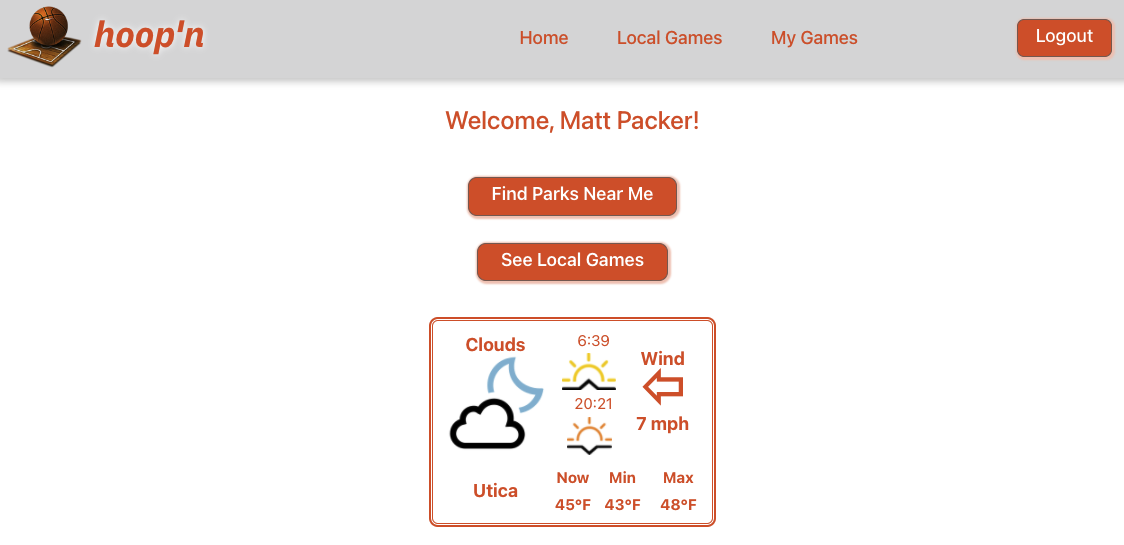 hoop'n
Home Local Games My Games
Logout
Welcome, Matt Packer!
Find Parks Near Me
See Local Games
Clouds
6:39
20:21
Wind
7 mph
Utica
Now Min Max
45°F 43°F 48°F